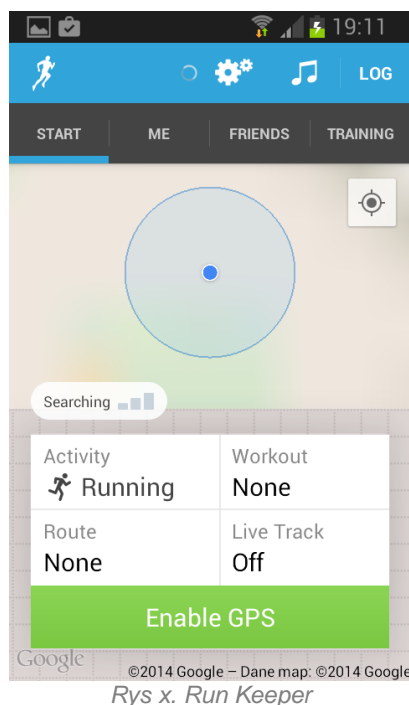 19:11
LOG
START ME FRIENDS TRAINING
Searching
Activity Workout
Running None
Route Live Track
None Off
Enable GPS
Google
©2014 Google – Dane map: ©2014 Google
Rys x. Run Keeper